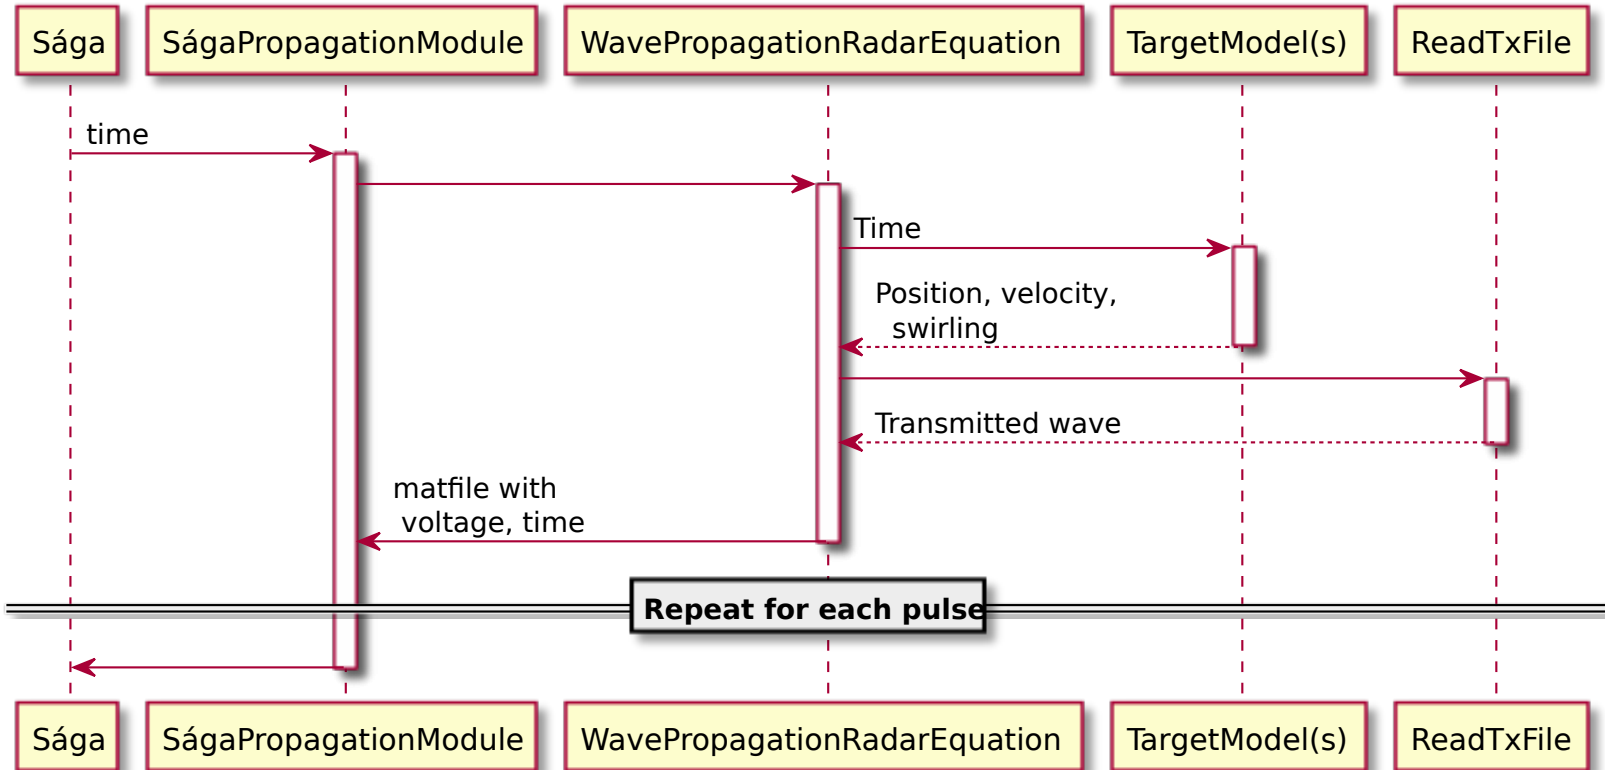 Sága
SágaPropagationModule
WavePropagationRadarEquation
TargetModel(s)
ReadTxFile
time
Time
Position, velocity,
swirling
Transmitted wave
matfile with
voltage, time
Repeat for each pulse
Sága
SágaPropagationModule
WavePropagationRadarEquation
TargetModel(s)
ReadTxFile